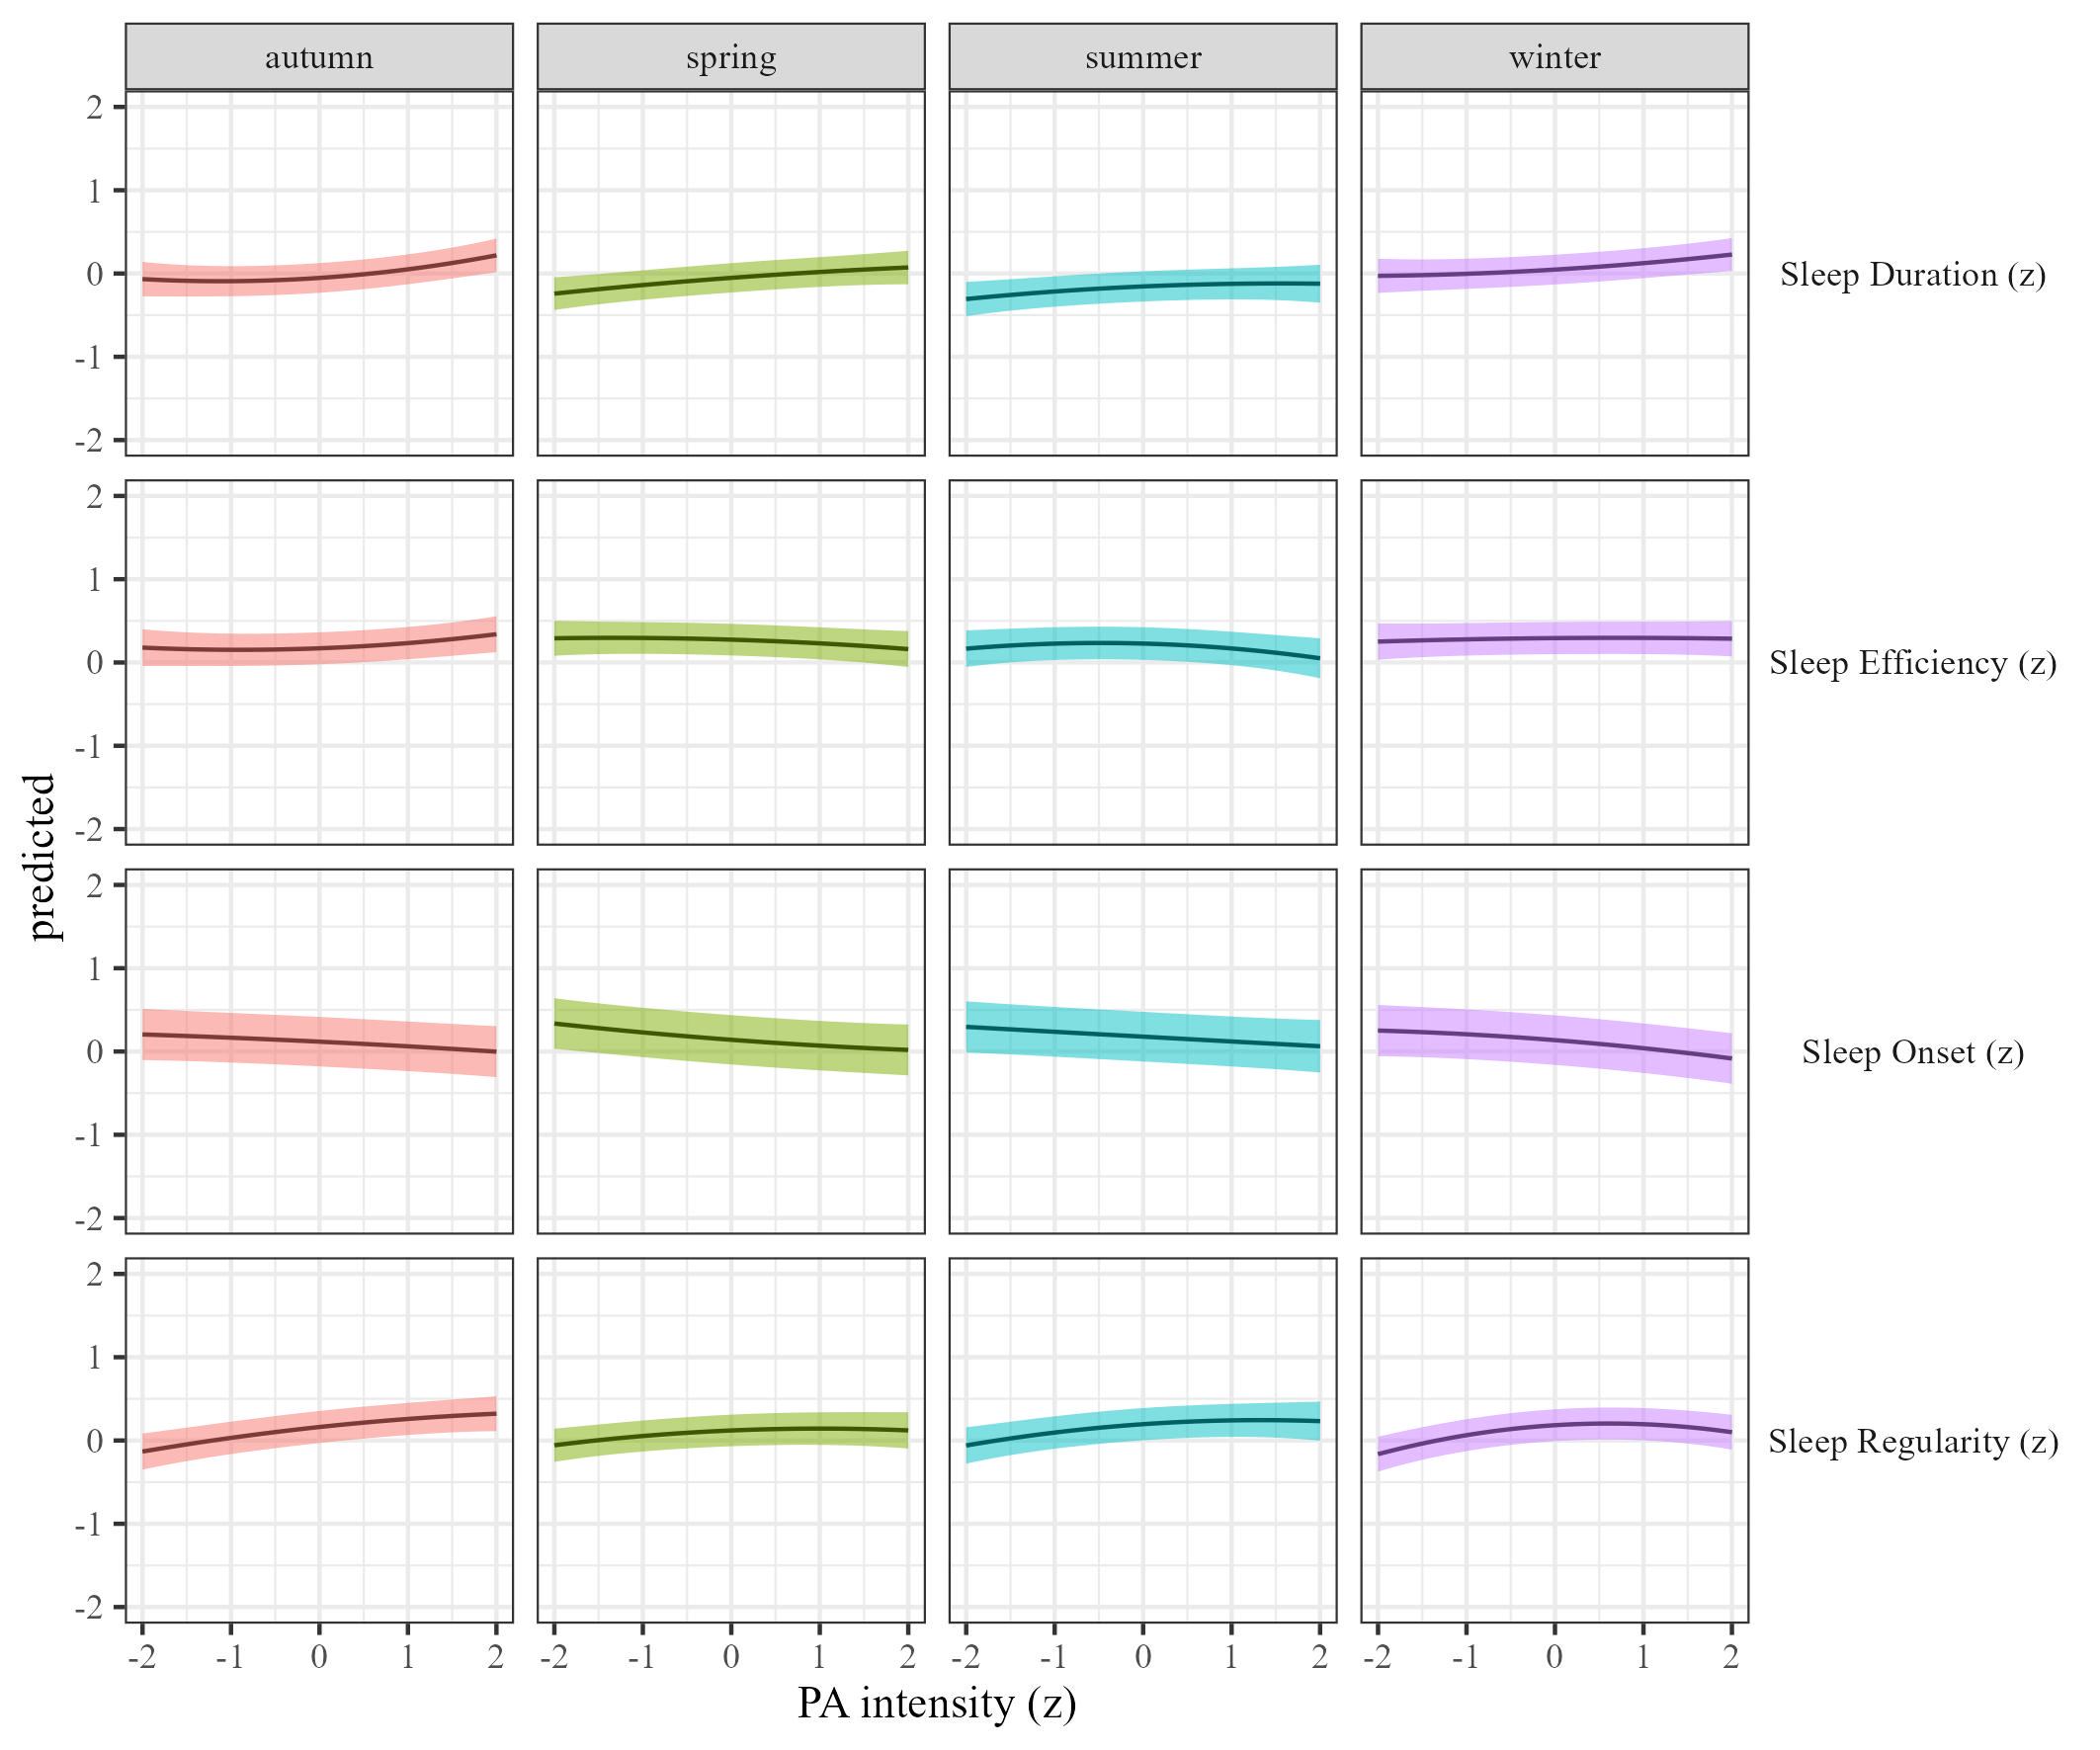 autumn spring summer winter
2
1
0
-1
-2
Sleep Duration (z)
2
1
0
-1
-2
Sleep Efficiency (z)
predicted
2
1
0
-1
-2
Sleep Onset (z)
2
1
0
-1
-2
Sleep Regularity (z)
-2 -1 0 1 2 -2 -1 0 1 2 -2 -1 0 1 2 -2 -1 0 1 2
PA intensity (z)